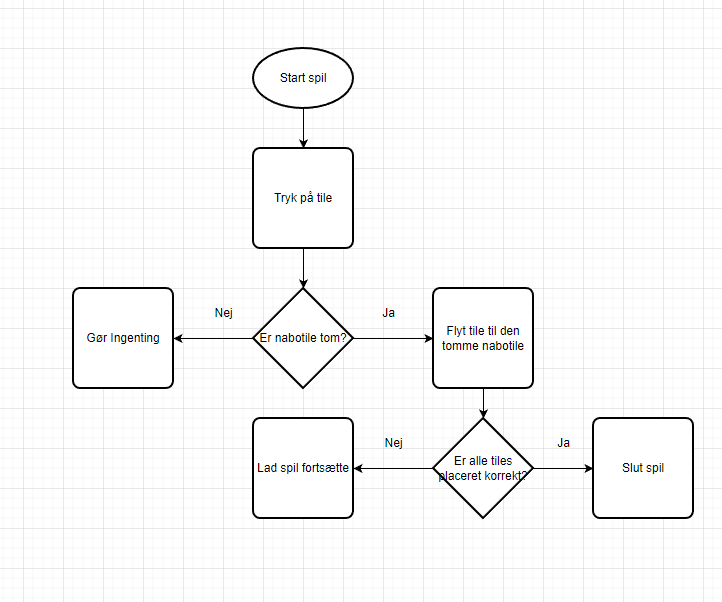 Start spil
Tryk på tile
Nej
Ja
Gør Ingenting
Er nabotile tom?
Flyt tile til den
tomme nabotile
Nej
Ja
Lad spil fortsætte
Er alle tiles
placeret korrekt?
Slut spil